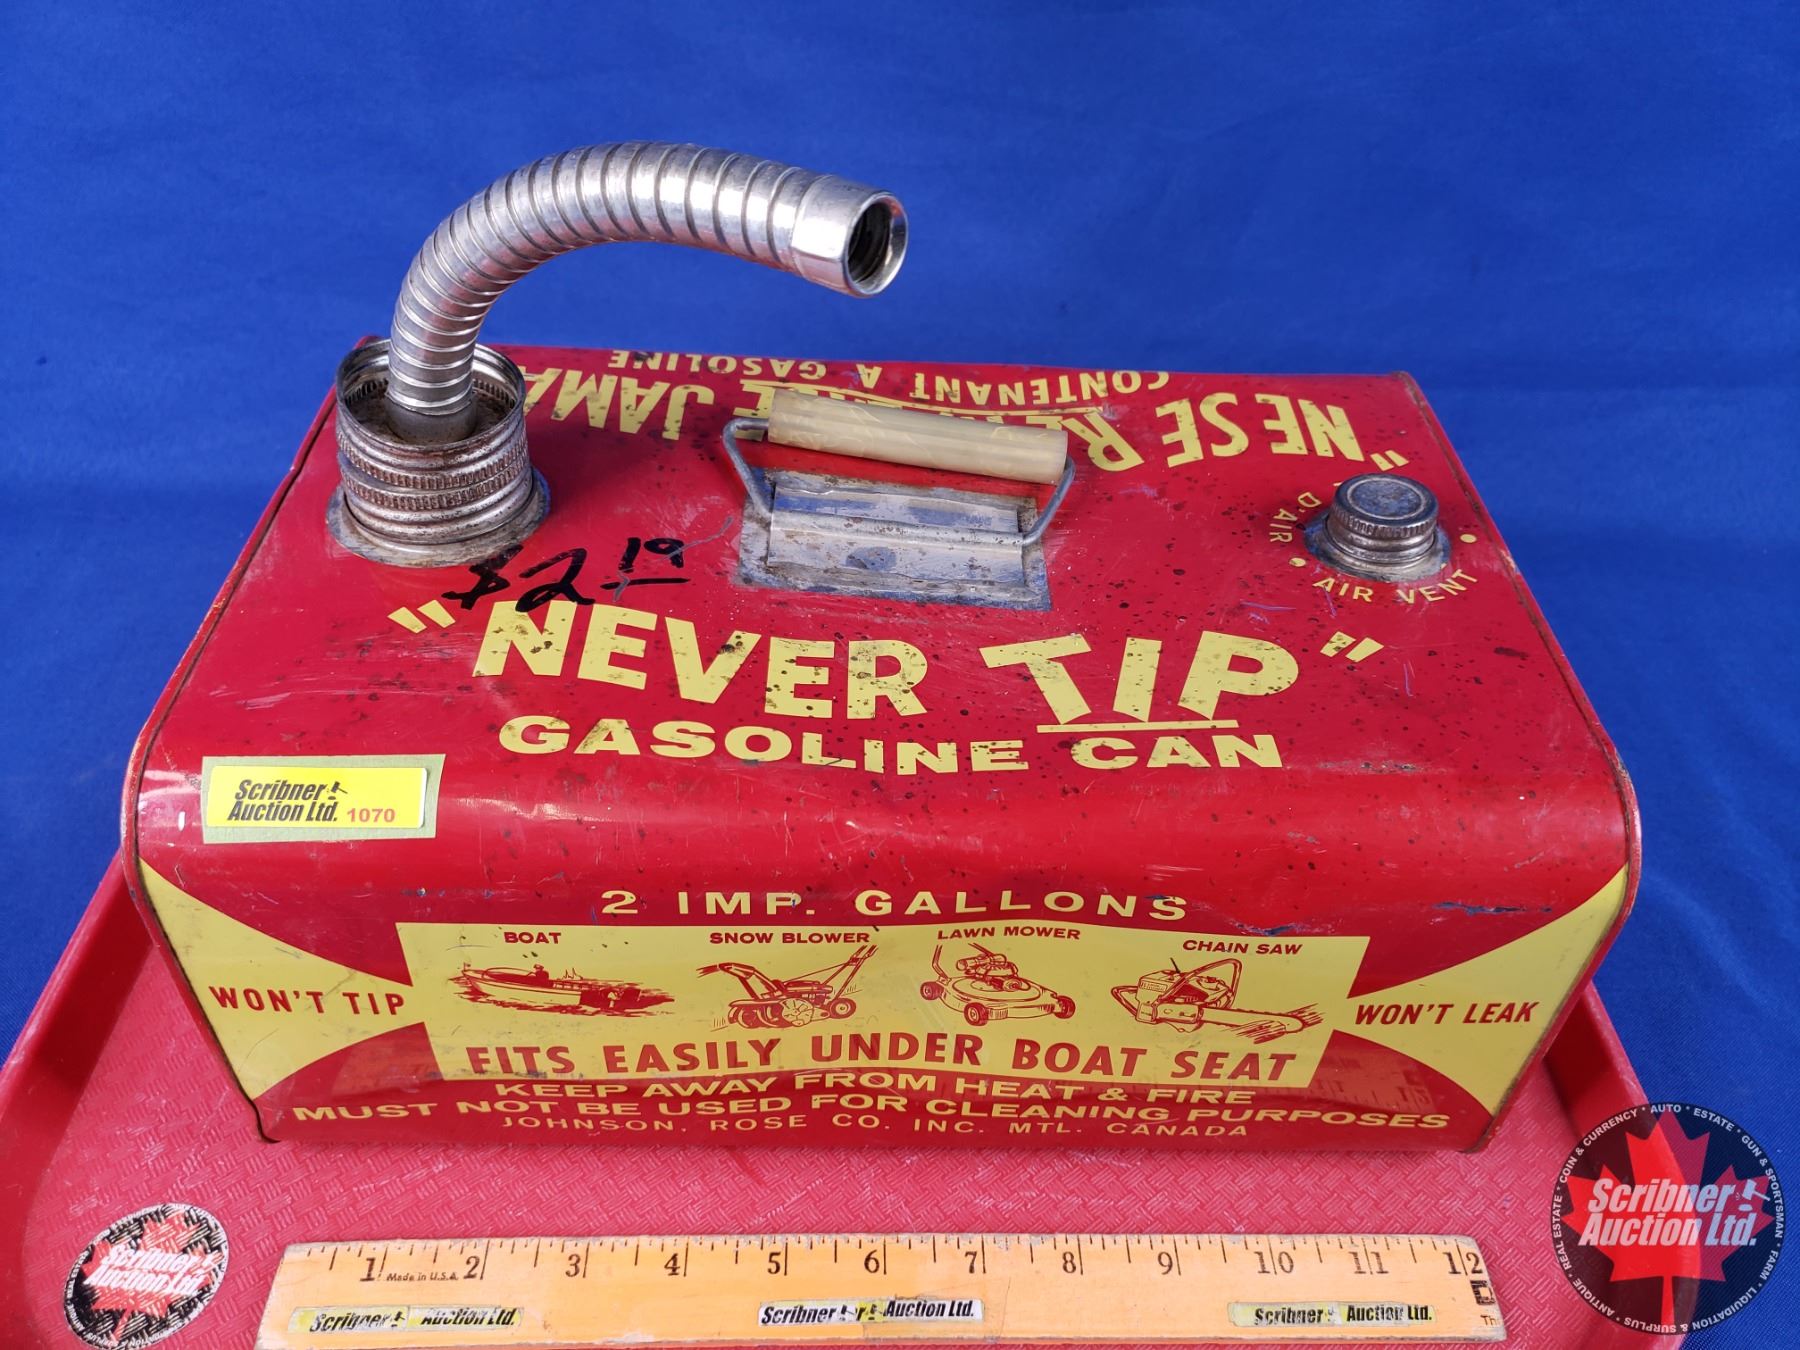 CONTENANT A GASOLINE
"NE SE RENVERSE JAMAIS
D'AIR
AIR VENT
$2.19
"NEVER TIP"
GASOLINE CAN
Scribner
Auction Ltd. 1070
2 IMP. GALLONS
BOAT SNOW BLOWER LAWN MOWER CHAIN SAW
WON'T TIP
WON'T LEAK
FITS EASILY UNDER BOAT SEAT
KEEP AWAY FROM HEAT & FIRE
MUST NOT BE USED FOR CLEANING PURPOSES
JOHNSON, ROSE CO. INC. MTL. CANADA
Scribner
Auction Ltd.
1 2 3 4 5 6 7 8 9 10 11 12
Made in U.S.A.
Scribner Auction Ltd.
Scribner Auction Ltd.
Scribner Auction Ltd.
Scribner
Auction Ltd.
ANTIQUE • REAL ESTATE • COIN & CURRENCY • AUTO • ESTATE • GUN & SPORTSMAN • FARM • LIQUIDATION & SURPLUS •